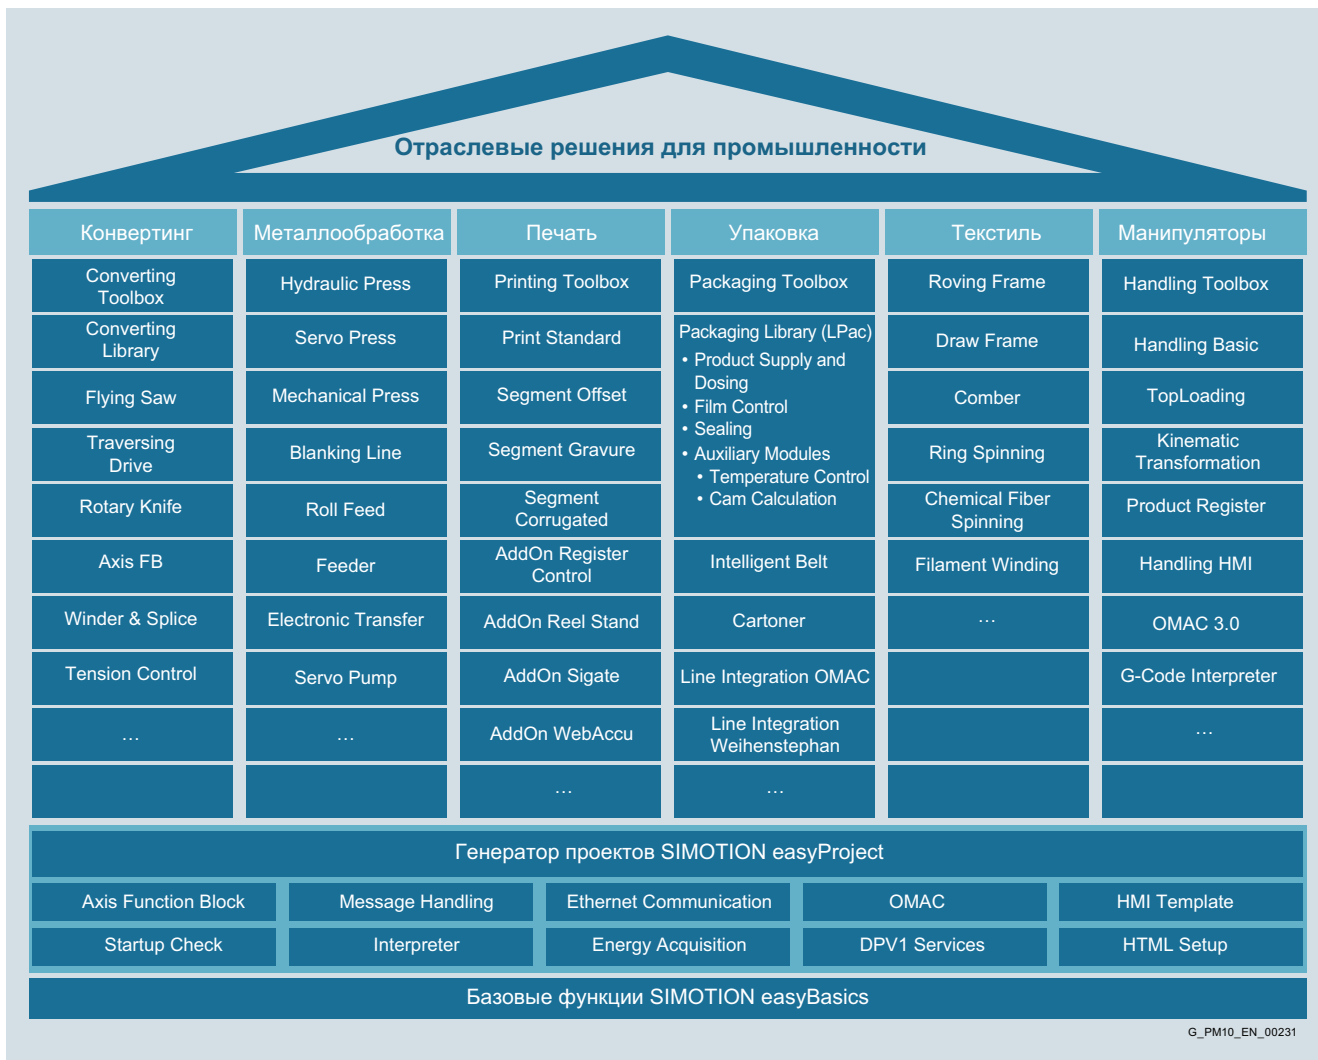 Отраслевые решения для промышленности
Конвертинг
Converting
Toolbox
Converting
Library
Flying Saw
Traversing
Drive
Rotary Knife
Axis FB
Winder & Splice
Tension Control
…
Металлообработка
Hydraulic Press
Servo Press
Mechanical Press
Blanking Line
Roll Feed
Feeder
Electronic Transfer
Servo Pump
…
Печать
Printing Toolbox
Print Standard
Segment Offset
Segment Gravure
Segment
Corrugated
AddOn Register
Control
AddOn Reel Stand
AddOn Sigate
AddOn WebAccu
…
Упаковка
Packaging Toolbox
Packaging Library (LPac)
• Product Supply and
Dosing
• Film Control
• Sealing
• Auxiliary Modules
• Temperature Control
• Cam Calculation
Intelligent Belt
Cartoner
Line Integration OMAC
Line Integration
Weihenstephan
…
Текстиль
Roving Frame
Draw Frame
Comber
Ring Spinning
Chemical Fiber
Spinning
Filament Winding
…
Манипуляторы
Handling Toolbox
Handling Basic
TopLoading
Kinematic
Transformation
Product Register
Handling HMI
OMAC 3.0
G-Code Interpreter
…
Генератор проектов SIMOTION easyProject
Axis Function Block
Message Handling
Ethernet Communication
OMAC
HMI Template
Startup Check
Interpreter
Energy Acquisition
DPV1 Services
HTML Setup
Базовые функции SIMOTION easyBasics
G_PM10_EN_00231